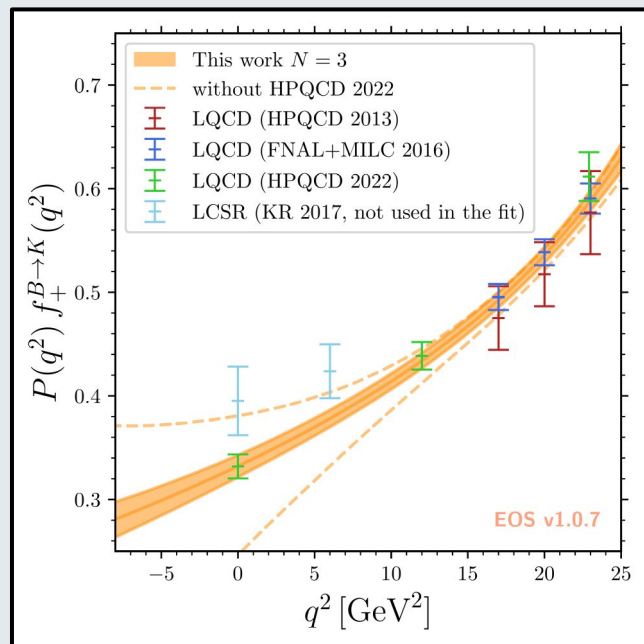 This work N = 3
without HPQCD 2022
LQCD (HPQCD 2013)
LQCD (FNAL+MILC 2016)
LQCD (HPQCD 2022)
LCSR (KR 2017, not used in the fit)
P(q²) f₊^{B→K}(q²)
0.7
0.6
0.5
0.4
0.3
EOS v1.0.7
−5 0 5 10 15 20 25
q² [GeV²]